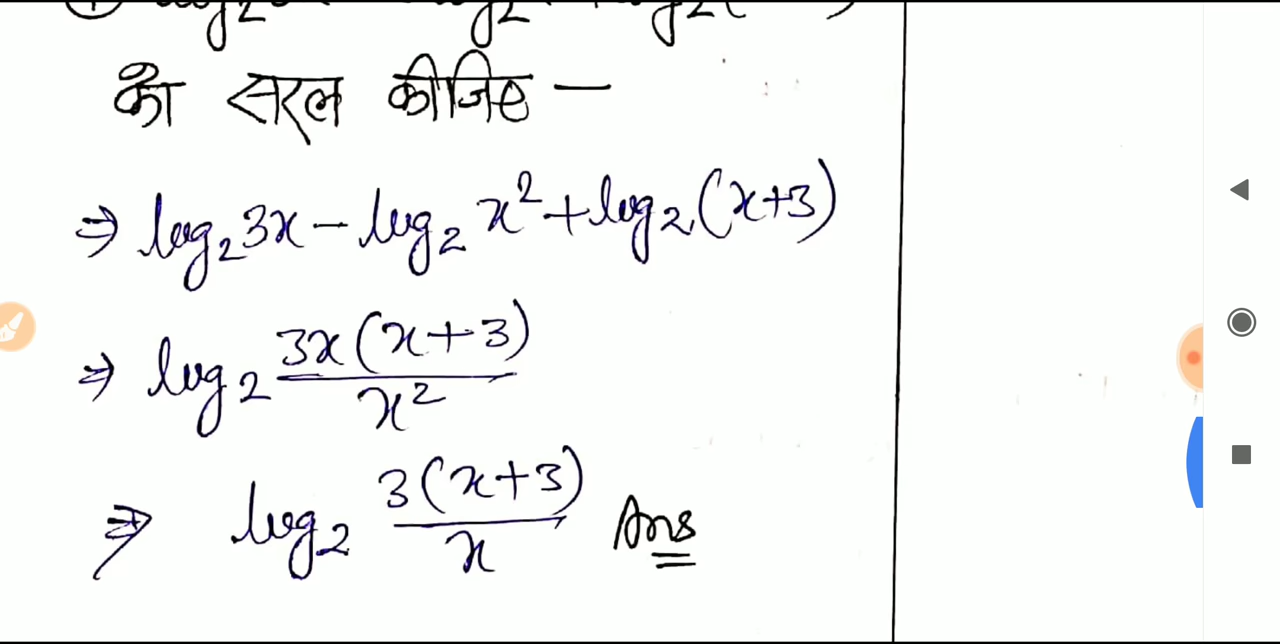 का सरल कीजिए –
⇒ log₂3x – log₂x² + log₂(x+3)
⇒ log₂ 3x(x+3)/x²
⇒ log₂ 3(x+3)/x Ans